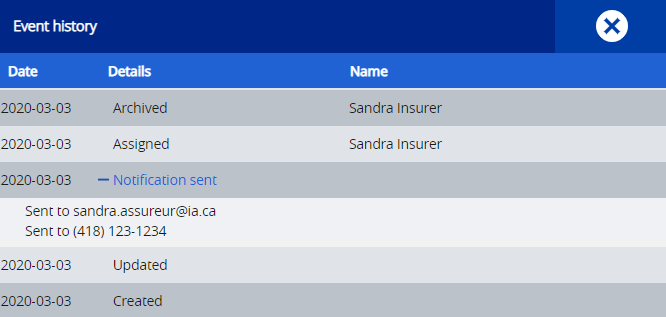 Event history
Date Details Name
2020-03-03 Archived Sandra Insurer
2020-03-03 Assigned Sandra Insurer
2020-03-03 Notification sent
Sent to sandra.assureur@ia.ca
Sent to (418) 123-1234
2020-03-03 Updated
2020-03-03 Created